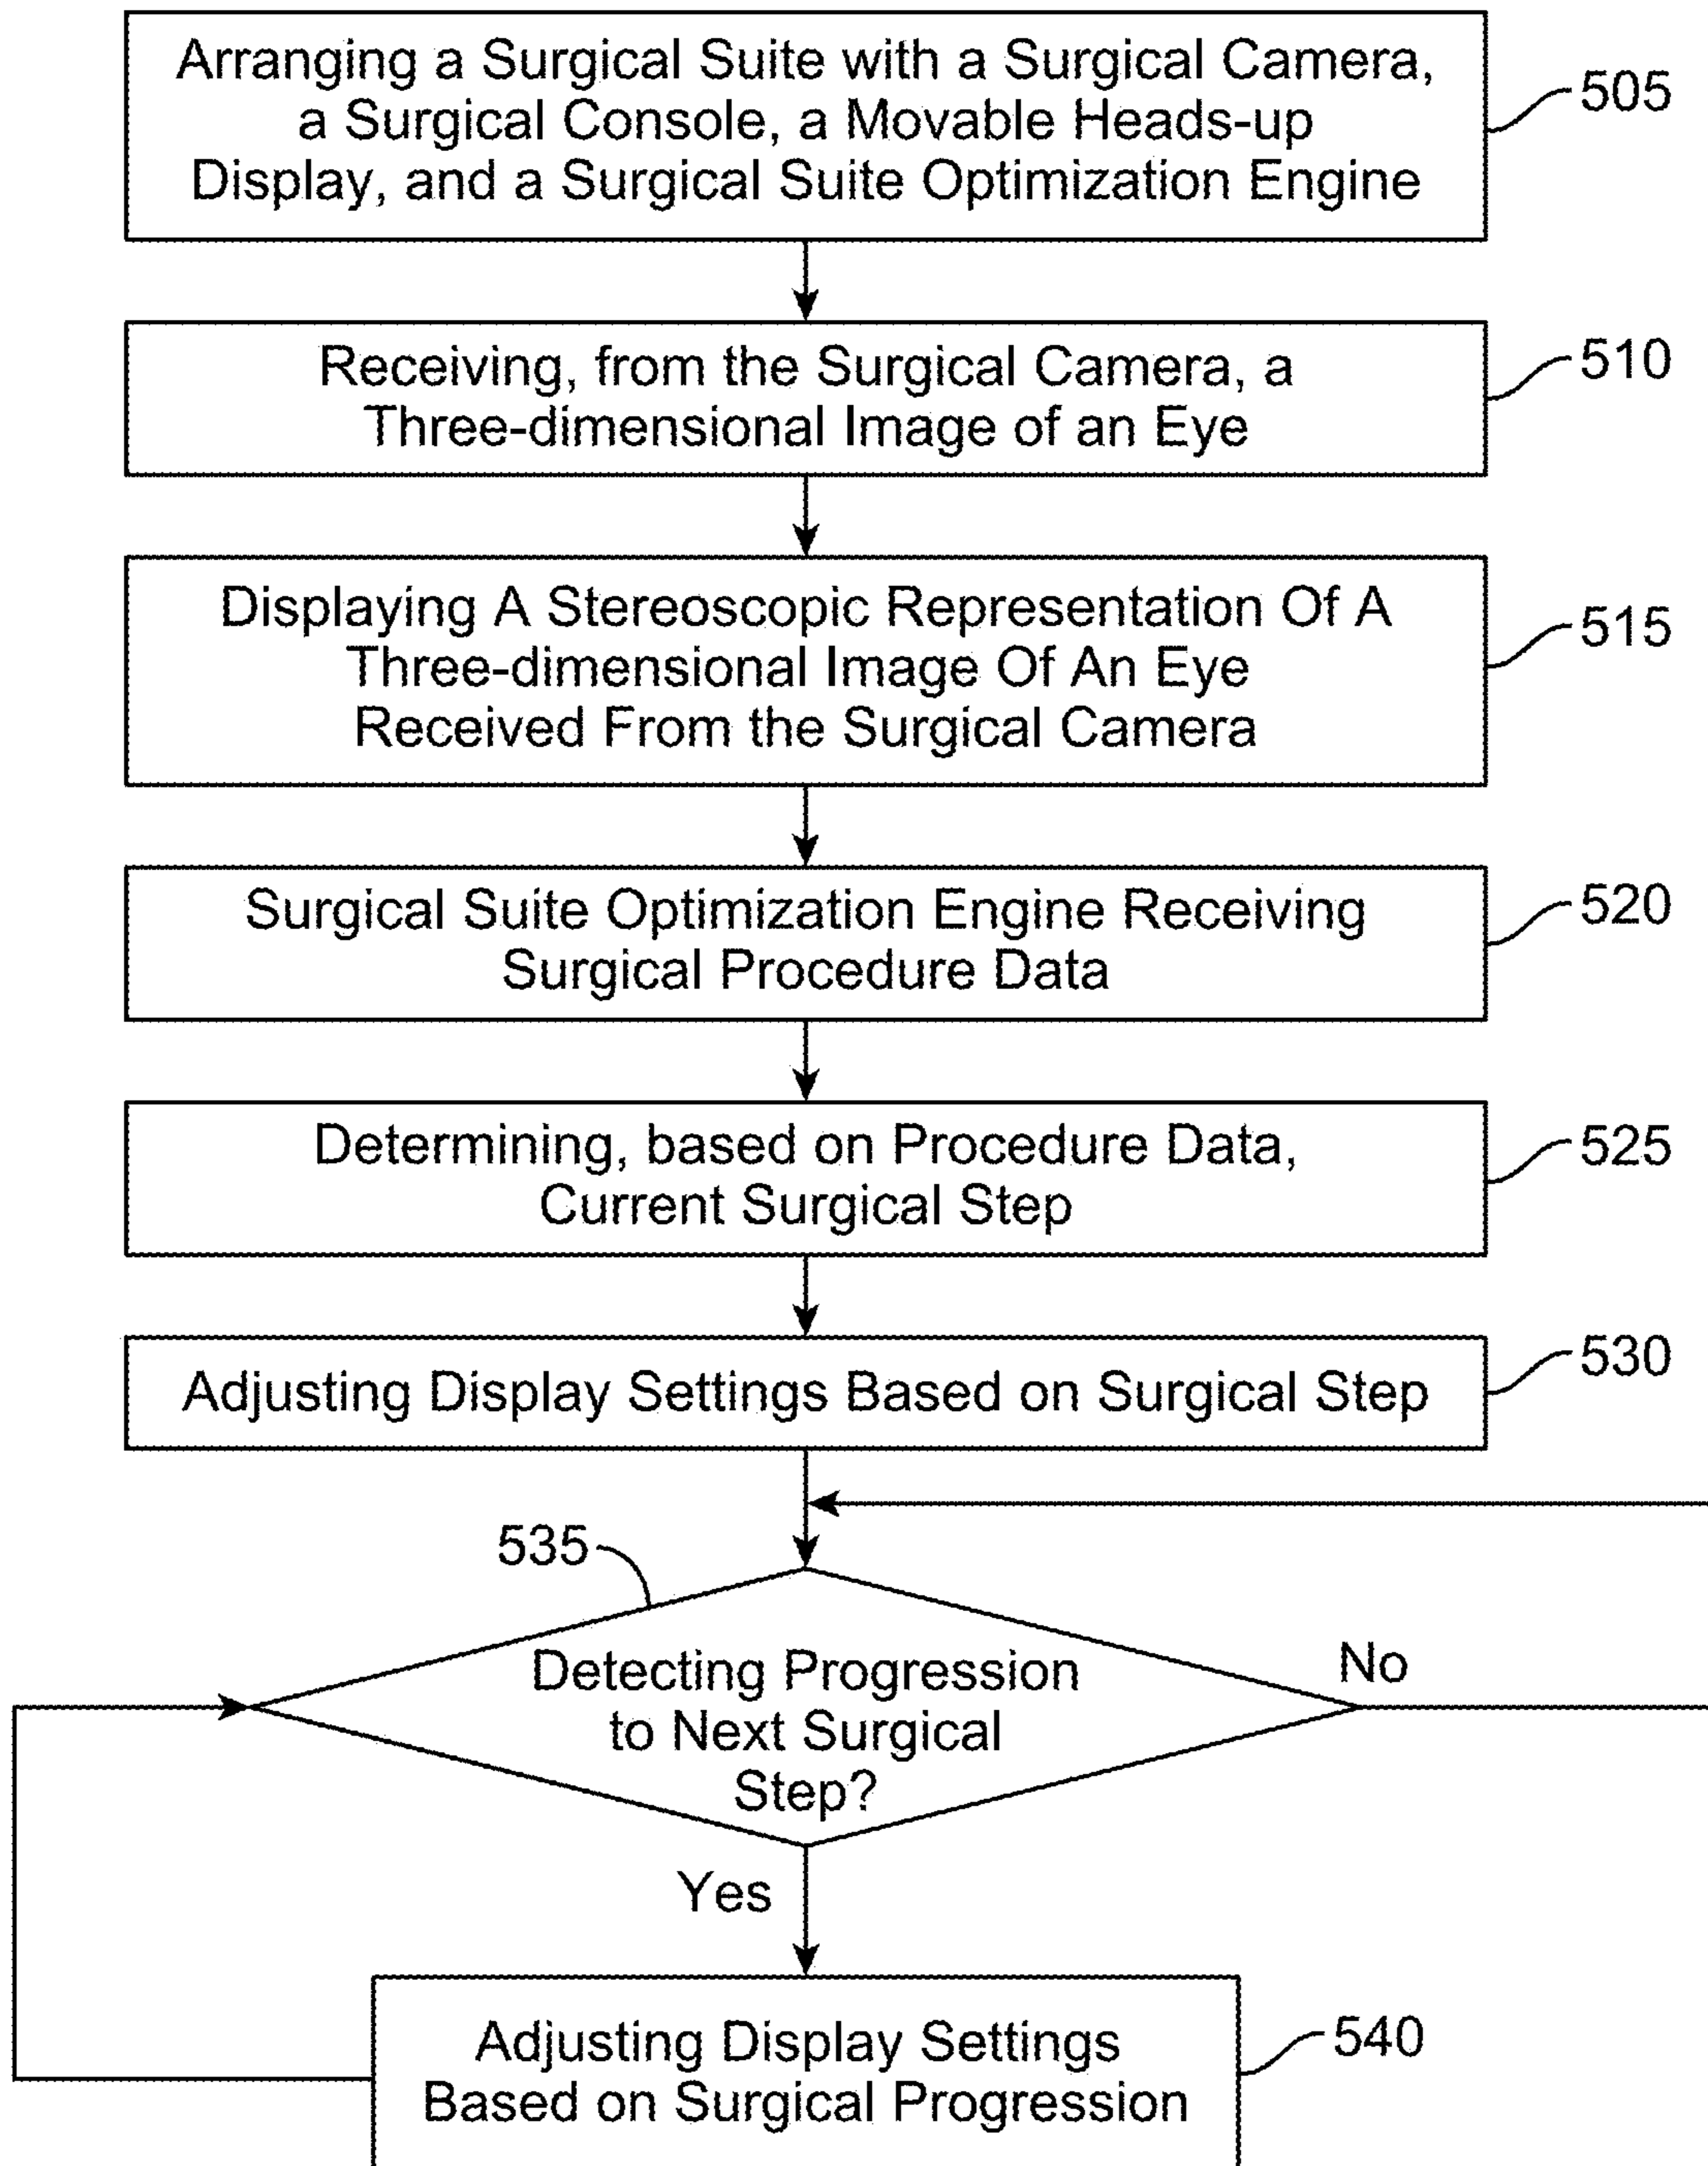 Arranging a Surgical Suite with a Surgical Camera,
a Surgical Console, a Movable Heads-up
Display, and a Surgical Suite Optimization Engine
505
Receiving, from the Surgical Camera, a
Three-dimensional Image of an Eye
510
Displaying A Stereoscopic Representation Of A
Three-dimensional Image Of An Eye
Received From the Surgical Camera
515
Surgical Suite Optimization Engine Receiving
Surgical Procedure Data
520
Determining, based on Procedure Data,
Current Surgical Step
525
Adjusting Display Settings Based on Surgical Step
530
535
Detecting Progression
to Next Surgical
Step?
No
Yes
Adjusting Display Settings
Based on Surgical Progression
540